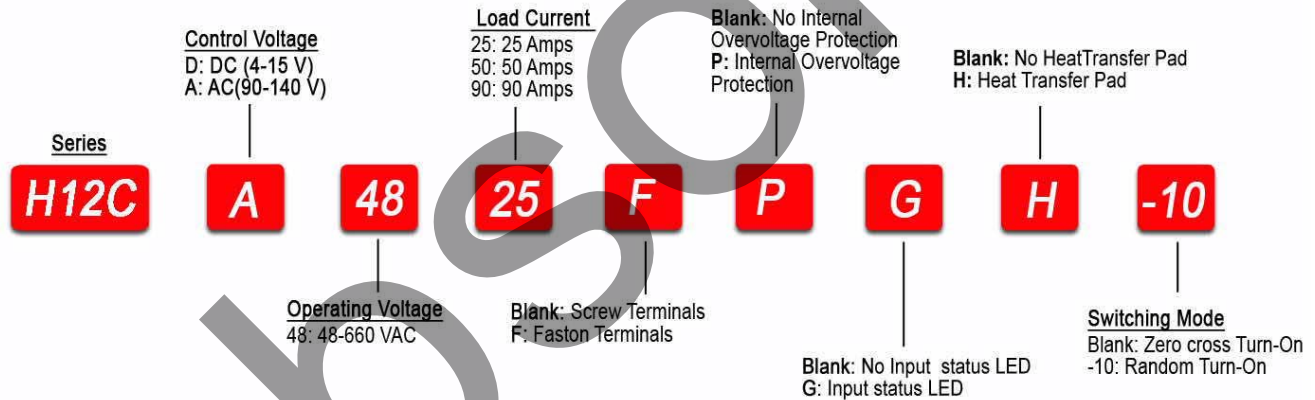 Control Voltage
D: DC (4-15 V)
A: AC(90-140 V)
Load Current
25: 25 Amps
50: 50 Amps
90: 90 Amps
Blank: No Internal
Overvoltage Protection
P: Internal Overvoltage
Protection
Blank: No HeatTransfer Pad
H: Heat Transfer Pad
Series
H12C
A
48
25
F
P
G
H
-10
Operating Voltage
48: 48-660 VAC
Blank: Screw Terminals
F: Faston Terminals
Blank: No Input status LED
G: Input status LED
Switching Mode
Blank: Zero cross Turn-On
-10: Random Turn-On